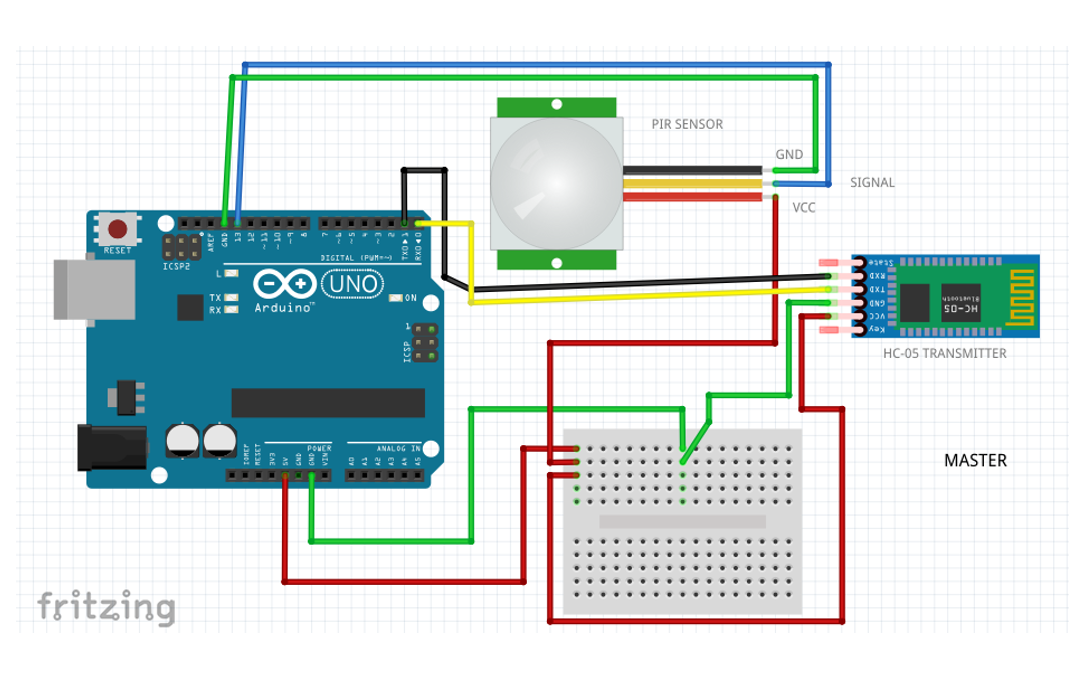 PIR SENSOR
GND
SIGNAL
VCC
RESET
ICSP2
AREF
GND
13
12
~11
~10
~9
8
7
~6
~5
4
~3
2
TX0▶1
RX0◀0
DIGITAL (PWM=~)
L
TX
RX
Arduino™
UNO
ON
1
ICSP
State
RXD
TXD
GND
VCC
Key
HC-05
Bluetooth
HC-05 TRANSMITTER
IOREF
RESET
3V3
5V
GND
GND
VIN
POWER
ANALOG IN
A0
A1
A2
A3
A4
A5
MASTER
fritzing